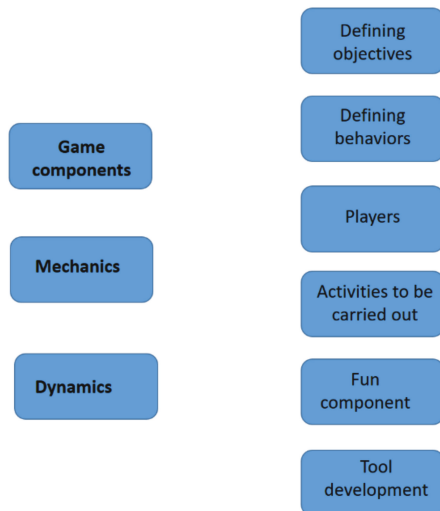 Game
components
Mechanics
Dynamics
Defining
objectives
Defining
behaviors
Players
Activities to be
carried out
Fun
component
Tool
development